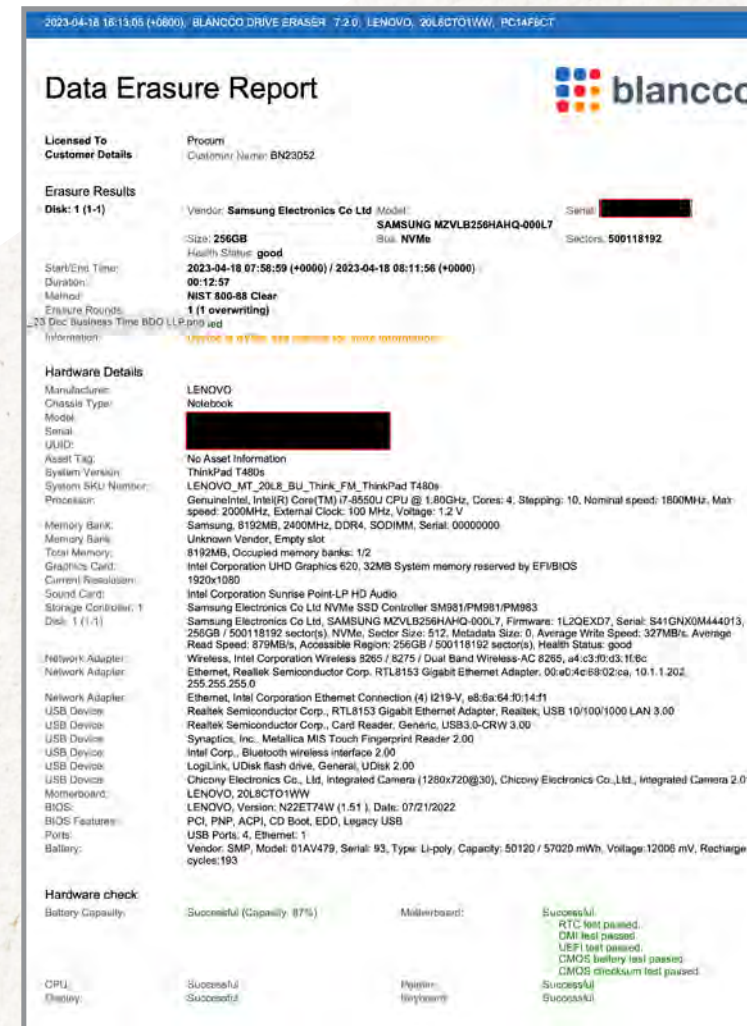 2023-04-18 16:13:05 (+0800), BLANCCO DRIVE ERASER 7.2.0, LENOVO, 20L8CTO1WW, PC14F6CT
Data Erasure Report
blancco
Licensed To Procurri
Customer Details Customer Name: BN23052
Erasure Results
Disk: 1 (1-1) Vendor: Samsung Electronics Co Ltd Model: SAMSUNG MZVLB256HAHQ-000L7 Serial:
Size: 256GB Bus: NVMe Sectors: 500118192
Health Status: good
Start/End Time: 2023-04-18 07:58:59 (+0000) / 2023-04-18 08:11:56 (+0000)
Duration: 00:12:57
Method: NIST 800-88 Clear
Erasure Rounds: 1 (1 overwriting)
_23 Dec Business Time BDO LLP.png
Information:
Hardware Details
Manufacturer: LENOVO
Chassis Type: Notebook
Model:
Serial:
UUID:
Asset Tag: No Asset Information
System Version: ThinkPad T480s
System SKU Number: LENOVO_MT_20L8_BU_Think_FM_ThinkPad T480s
Processor: GenuineIntel, Intel(R) Core(TM) i7-8550U CPU @ 1.80GHz, Cores: 4, Stepping: 10, Nominal speed: 1800MHz, Max
speed: 2000MHz, External Clock: 100 MHz, Voltage: 1.2 V
Memory Bank: Samsung, 8192MB, 2400MHz, DDR4, SODIMM, Serial: 00000000
Memory Bank: Unknown Vendor, Empty slot
Total Memory: 8192MB, Occupied memory banks: 1/2
Graphics Card: Intel Corporation UHD Graphics 620, 32MB System memory reserved by EFI/BIOS
Current Resolution: 1920x1080
Sound Card: Intel Corporation Sunrise Point-LP HD Audio
Storage Controller: 1 Samsung Electronics Co Ltd NVMe SSD Controller SM981/PM981/PM983
Disk: 1 (1-1) Samsung Electronics Co Ltd, SAMSUNG MZVLB256HAHQ-000L7, Firmware: 1L2QEXD7, Serial: S41GNX0M444013,
256GB / 500118192 sector(s), NVMe, Sector Size: 512, Metadata Size: 0, Average Write Speed: 327MB/s, Average
Read Speed: 879MB/s, Accessible Region: 256GB / 500118192 sector(s), Health Status: good
Network Adapter: Wireless, Intel Corporation Wireless 8265 / 8275 / Dual Band Wireless-AC 8265, a4:c3:f0:d3:1f:6c
Network Adapter: Ethernet, Realtek Semiconductor Corp. RTL8153 Gigabit Ethernet Adapter, 00:e0:4c:68:02:ca, 10.1.1.202,
255.255.255.0
Network Adapter: Ethernet, Intel Corporation Ethernet Connection (4) I219-V, e8:6a:64:f0:14:f1
USB Device: Realtek Semiconductor Corp., RTL8153 Gigabit Ethernet Adapter, Realtek, USB 10/100/1000 LAN 3.00
USB Device: Realtek Semiconductor Corp., Card Reader, Generic, USB3.0-CRW 3.00
USB Device: Synaptics, Inc., Metallica MIS Touch Fingerprint Reader 2.00
USB Device: Intel Corp., Bluetooth wireless interface 2.00
USB Device: LogiLink, UDisk flash drive, General, UDisk 2.00
USB Device: Chicony Electronics Co., Ltd, Integrated Camera (1280x720@30), Chicony Electronics Co.,Ltd., Integrated Camera 2.0
Motherboard: LENOVO, 20L8CTO1WW
BIOS: LENOVO, Version: N22ET74W (1.51 ), Date: 07/21/2022
BIOS Features: PCI, PNP, ACPI, CD Boot, EDD, Legacy USB
Ports: USB Ports: 4, Ethernet: 1
Battery: Vendor: SMP, Model: 01AV479, Serial: 93, Type: Li-poly, Capacity: 50120 / 57020 mWh, Voltage:12006 mV, Recharge
cycles:193
Hardware check
Battery Capacity: Successful (Capacity: 87%) Motherboard: Successful
RTC test passed.
DMI test passed.
UEFI test passed.
CMOS battery test passed.
CMOS checksum test passed.
CPU: Successful Pointer: Successful
Display: Successful Keyboard: Successful